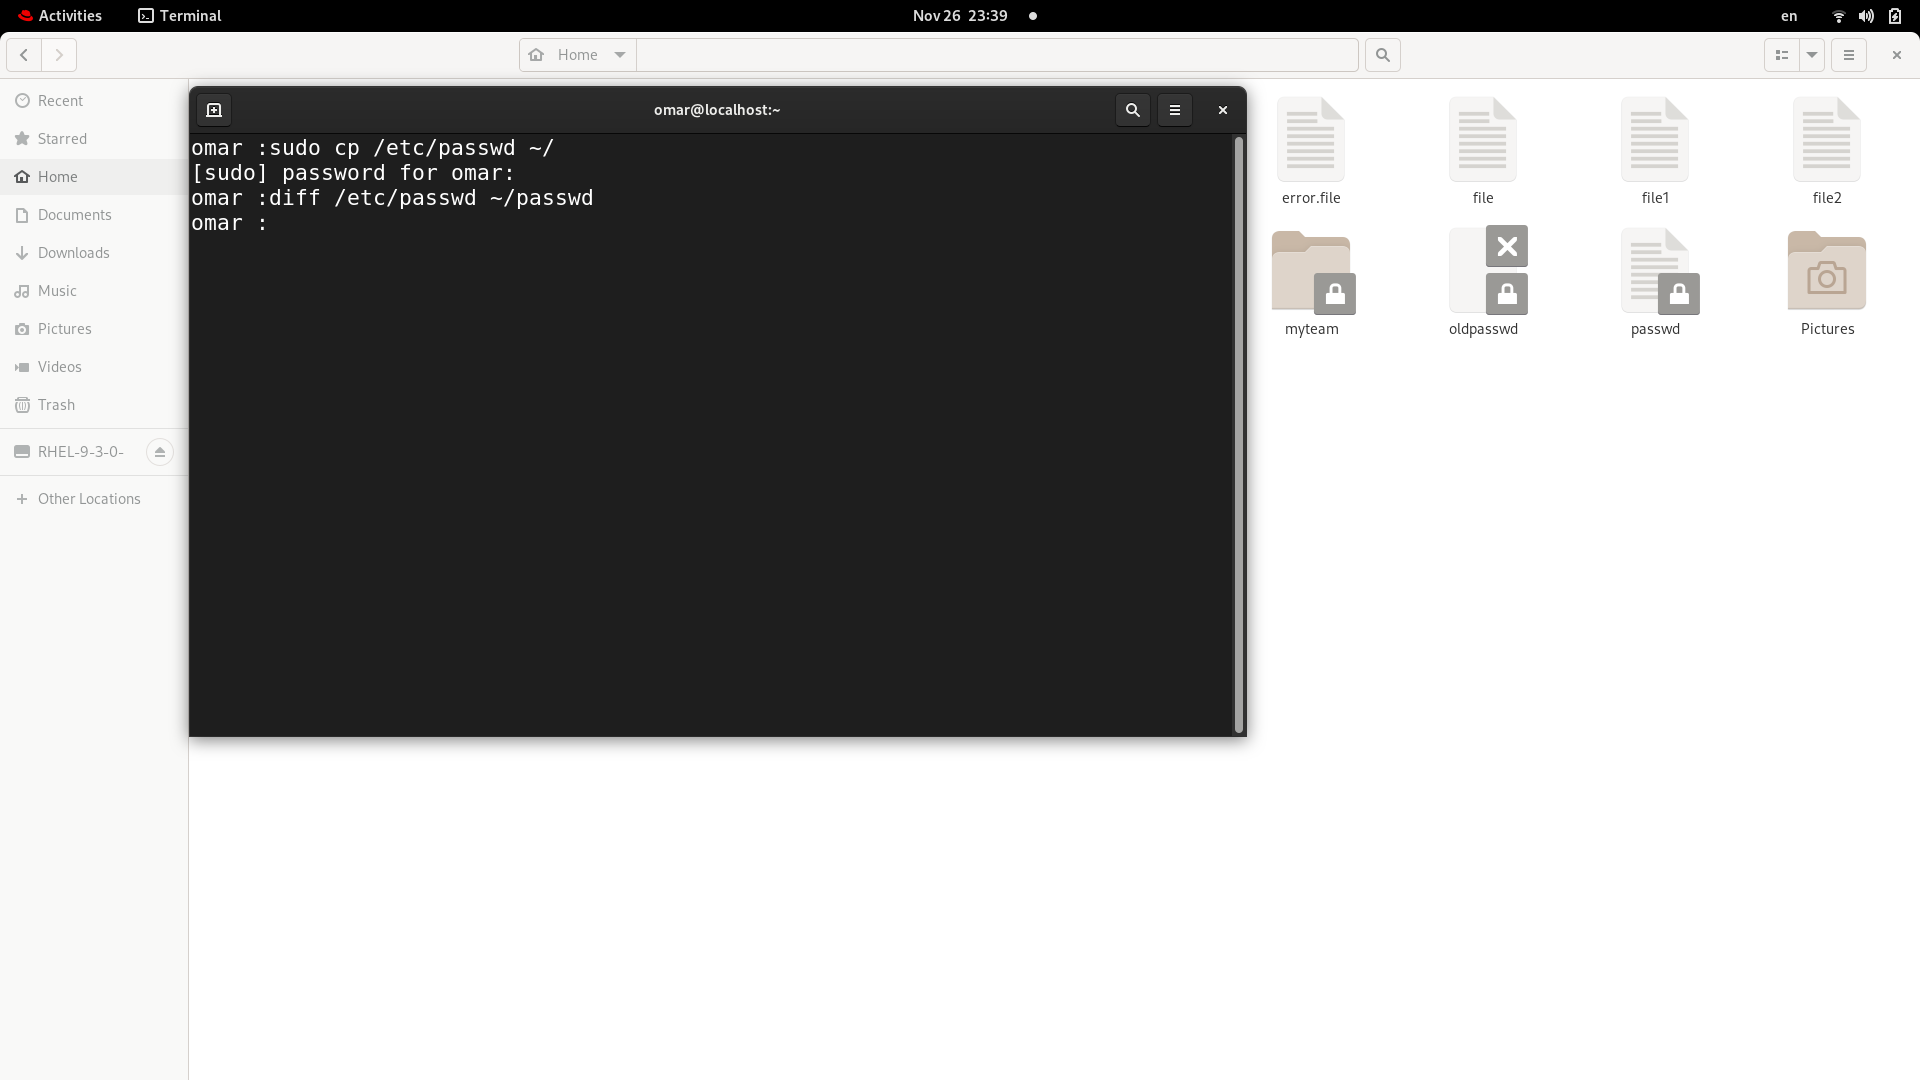 Activities
Terminal
Nov 26 23:39
en
Home
Recent
Starred
Home
Documents
Downloads
Music
Pictures
Videos
Trash
RHEL-9-3-0-
Other Locations
omar@localhost:~
omar :sudo cp /etc/passwd ~/
[sudo] password for omar:
omar :diff /etc/passwd ~/passwd
omar :
error.file
file
file1
file2
myteam
oldpasswd
passwd
Pictures